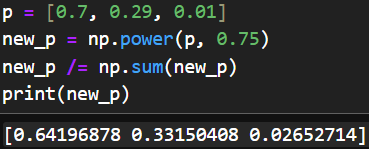 p = [0.7, 0.29, 0.01]
new_p = np.power(p, 0.75)
new_p /= np.sum(new_p)
print(new_p)
[0.64196878 0.33150408 0.02652714]